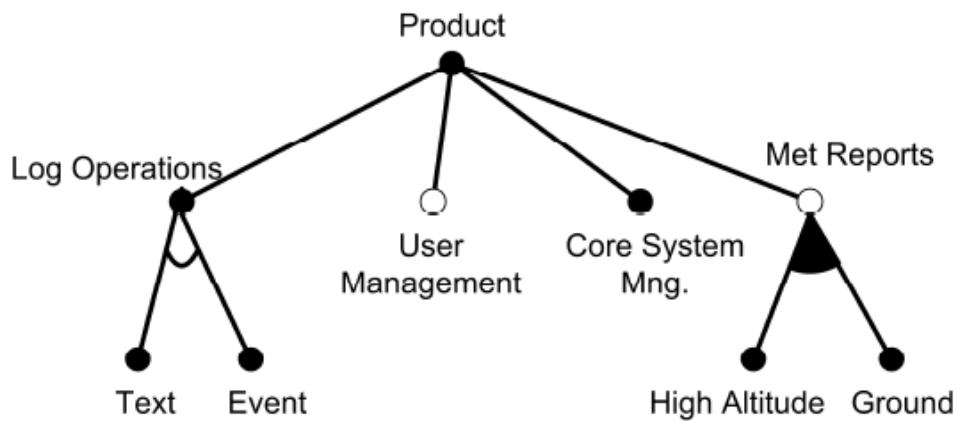 Product
Log Operations
Met Reports
User
Management
Core System
Mng.
Text
Event
High Altitude
Ground